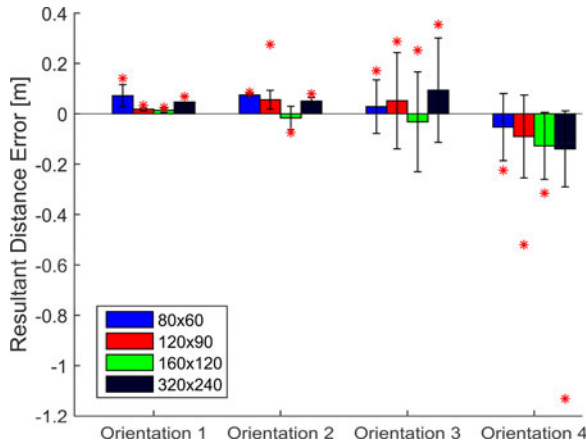 0.4
0.2
0
-0.2
-0.4
-0.6
-0.8
-1
-1.2
Resultant Distance Error [m]
80x60
120x90
160x120
320x240
Orientation 1 Orientation 2 Orientation 3 Orientation 4